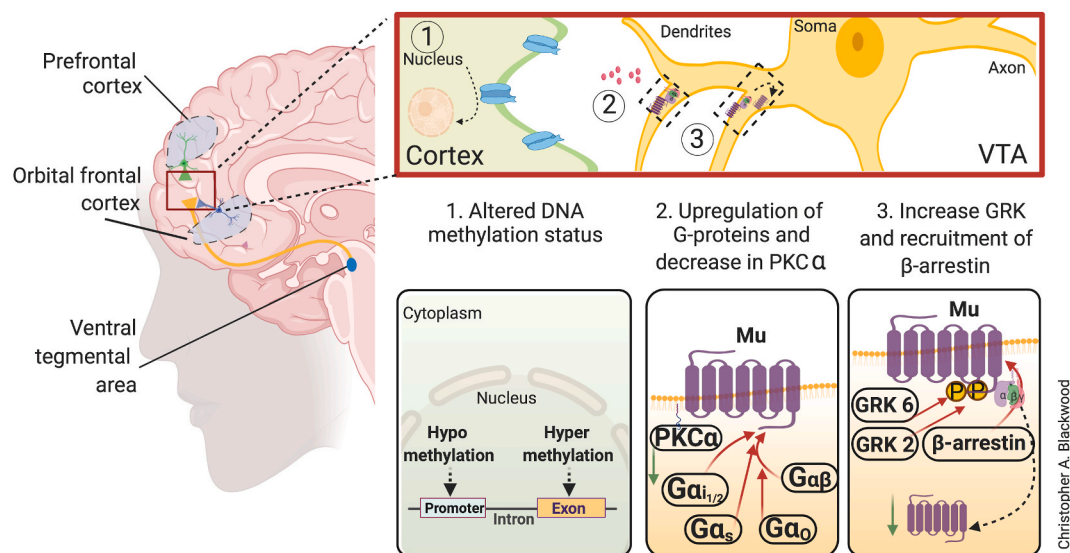 Prefrontal
cortex
Orbital frontal
cortex
Ventral
tegmental
area
1
Nucleus
Cortex
Dendrites
Soma
Axon
2
3
VTA
1. Altered DNA
methylation status
2. Upregulation of
G-proteins and
decrease in PKCα
3. Increase GRK
and recruitment of
β-arrestin
Cytoplasm
Nucleus
Hypo
methylation
Hyper
methylation
Promoter
Intron
Exon
Mu
PKCα
Gαi1/2
Gαβ
Gαs
GαO
Mu
P
P
α
β
γ
GRK 6
GRK 2
β-arrestin
Christopher A. Blackwood